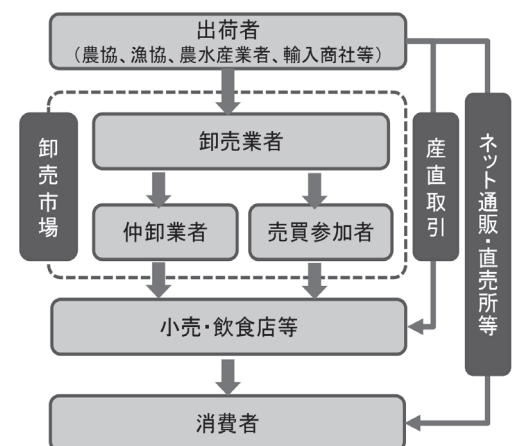 出荷者
（農協、漁協、農水産業者、輸入商社等）
卸売市場
卸売業者
仲卸業者
売買参加者
産直取引
ネット通販・直売所等
小売・飲食店等
消費者